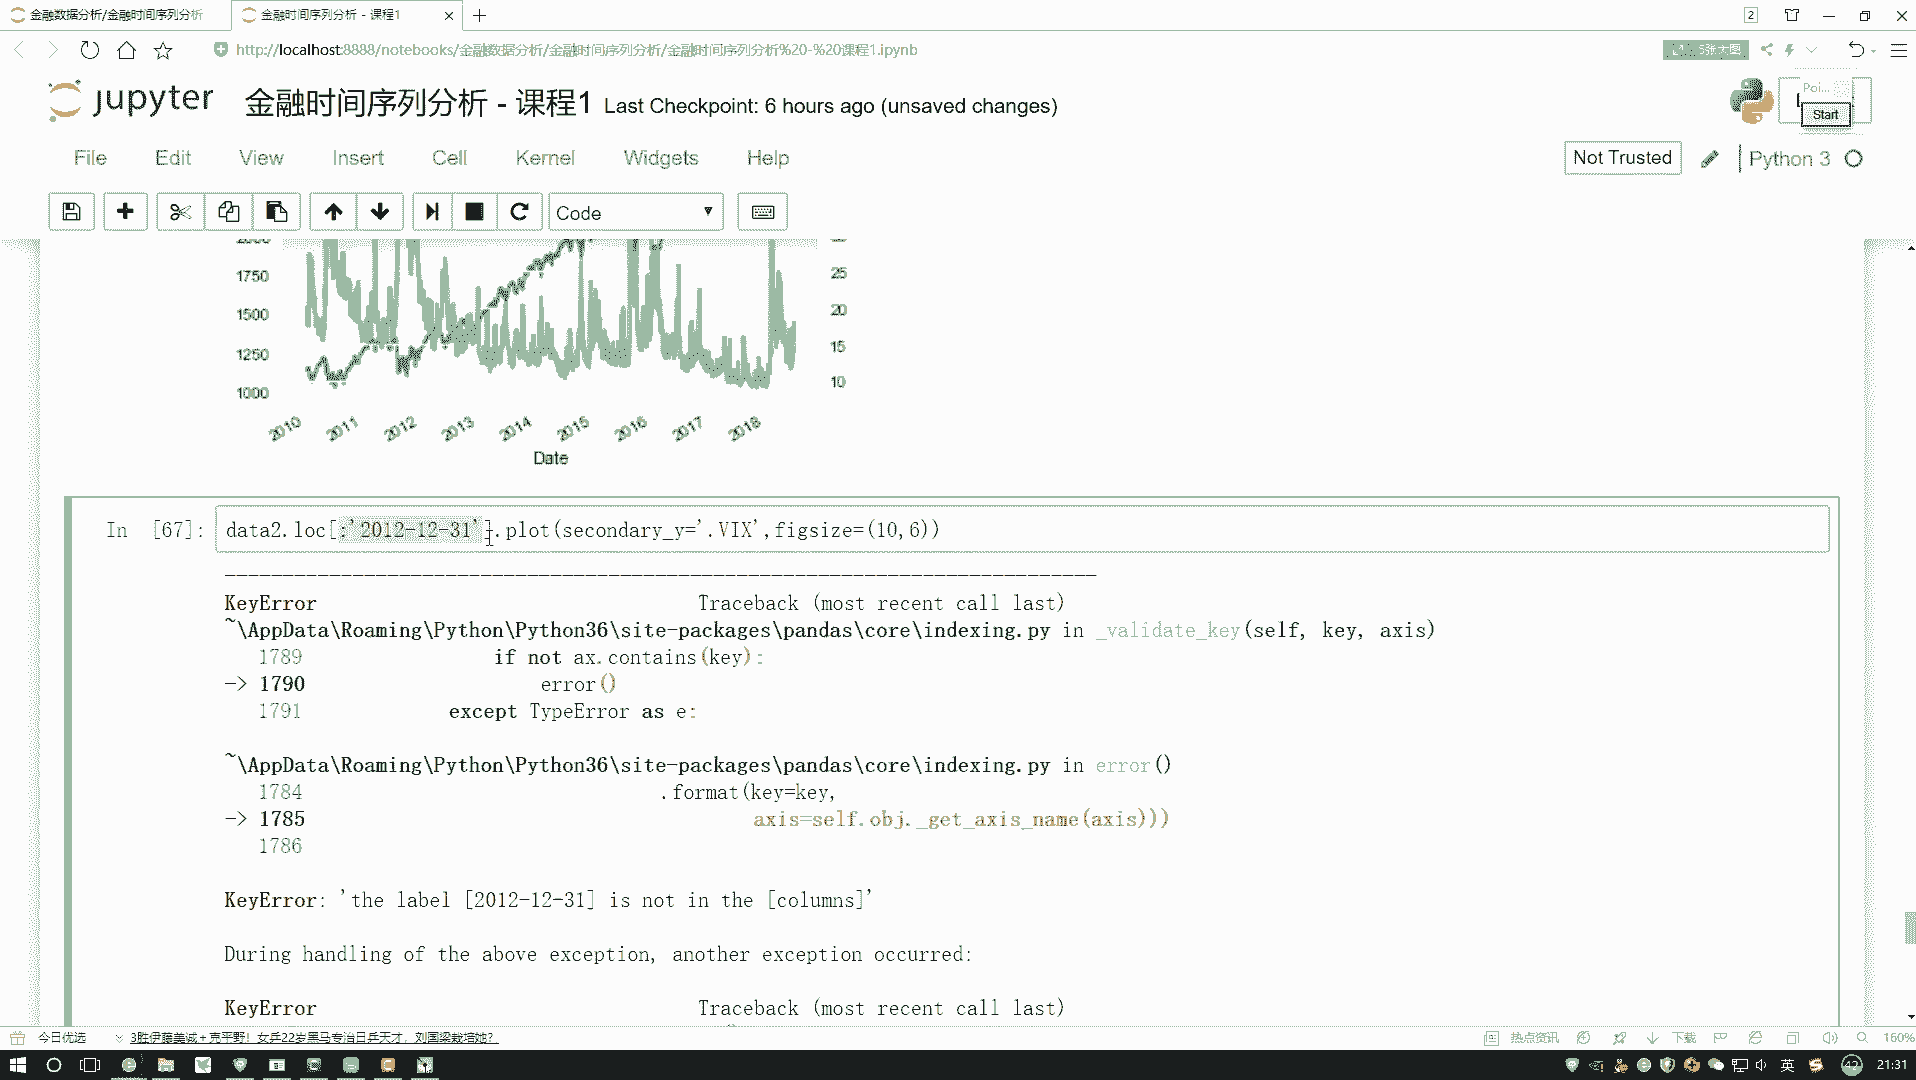 金融数据分析/金融时间序列分析
金融时间序列分析 - 课程1
2
http://localhost:8888/notebooks/金融数据分析/金融时间序列分析/金融时间序列分析%20-%20课程1.ipynb
5张大图
jupyter
金融时间序列分析 - 课程1 Last Checkpoint: 6 hours ago (unsaved changes)
Poi...
Start
File Edit View Insert Cell Kernel Widgets Help
Not Trusted
Python 3
Code
1750
1500
1250
1000
25
20
15
10
2010 2011 2012 2013 2014 2015 2016 2017 2018
Date
In [67]: data2.loc[:'2012-12-31'].plot(secondary_y='.VIX',figsize=(10,6))
---------------------------------------------------------------------------
KeyError Traceback (most recent call last)
~\AppData\Roaming\Python\Python36\site-packages\pandas\core\indexing.py in _validate_key(self, key, axis)
1789 if not ax.contains(key):
-> 1790 error()
1791 except TypeError as e:
~\AppData\Roaming\Python\Python36\site-packages\pandas\core\indexing.py in error()
1784 .format(key=key,
-> 1785 axis=self.obj._get_axis_name(axis)))
1786
KeyError: 'the label [2012-12-31] is not in the [columns]'
During handling of the above exception, another exception occurred:
KeyError Traceback (most recent call last)
今日优选
3胜伊藤美诚+克平野!女乒22岁黑马专治日乒天才,刘国梁栽培她?
热点资讯
下载
160%
英
42
21:31